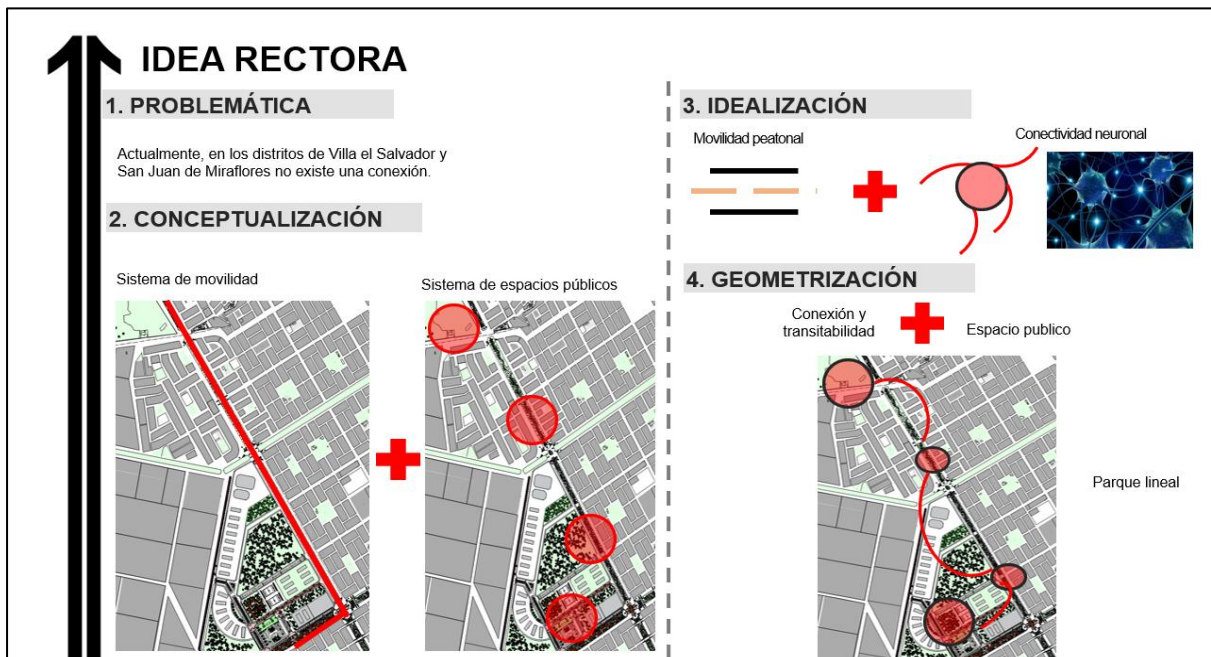 IDEA RECTORA
1. PROBLEMÁTICA
Actualmente, en los distritos de Villa el Salvador y
San Juan de Miraflores no existe una conexión.
2. CONCEPTUALIZACIÓN
Sistema de movilidad
Sistema de espacios públicos
3. IDEALIZACIÓN
Movilidad peatonal
Conectividad neuronal
4. GEOMETRIZACIÓN
Conexión y
transitabilidad
Espacio publico
Parque lineal